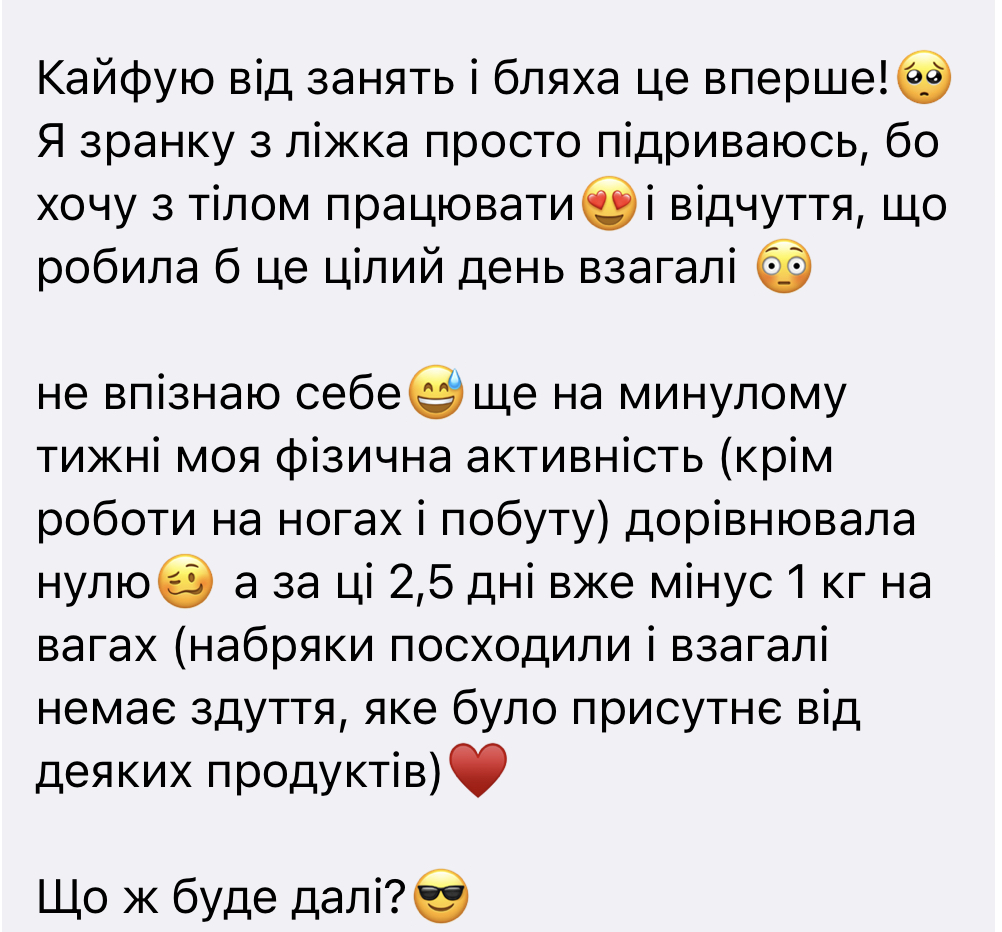 Кайфую від занять і бляха це вперше!🥺
Я зранку з ліжка просто підриваюсь, бо
хочу з тілом працювати😍і відчуття, що
робила б це цілий день взагалі 😳
не впізнаю себе😅ще на минулому
тижні моя фізична активність (крім
роботи на ногах і побуту) дорівнювала
нулю🥴 а за ці 2,5 дні вже мінус 1 кг на
вагах (набряки посходили і взагалі
немає здуття, яке було присутнє від
деяких продуктів)♥️
Що ж буде далі?😎